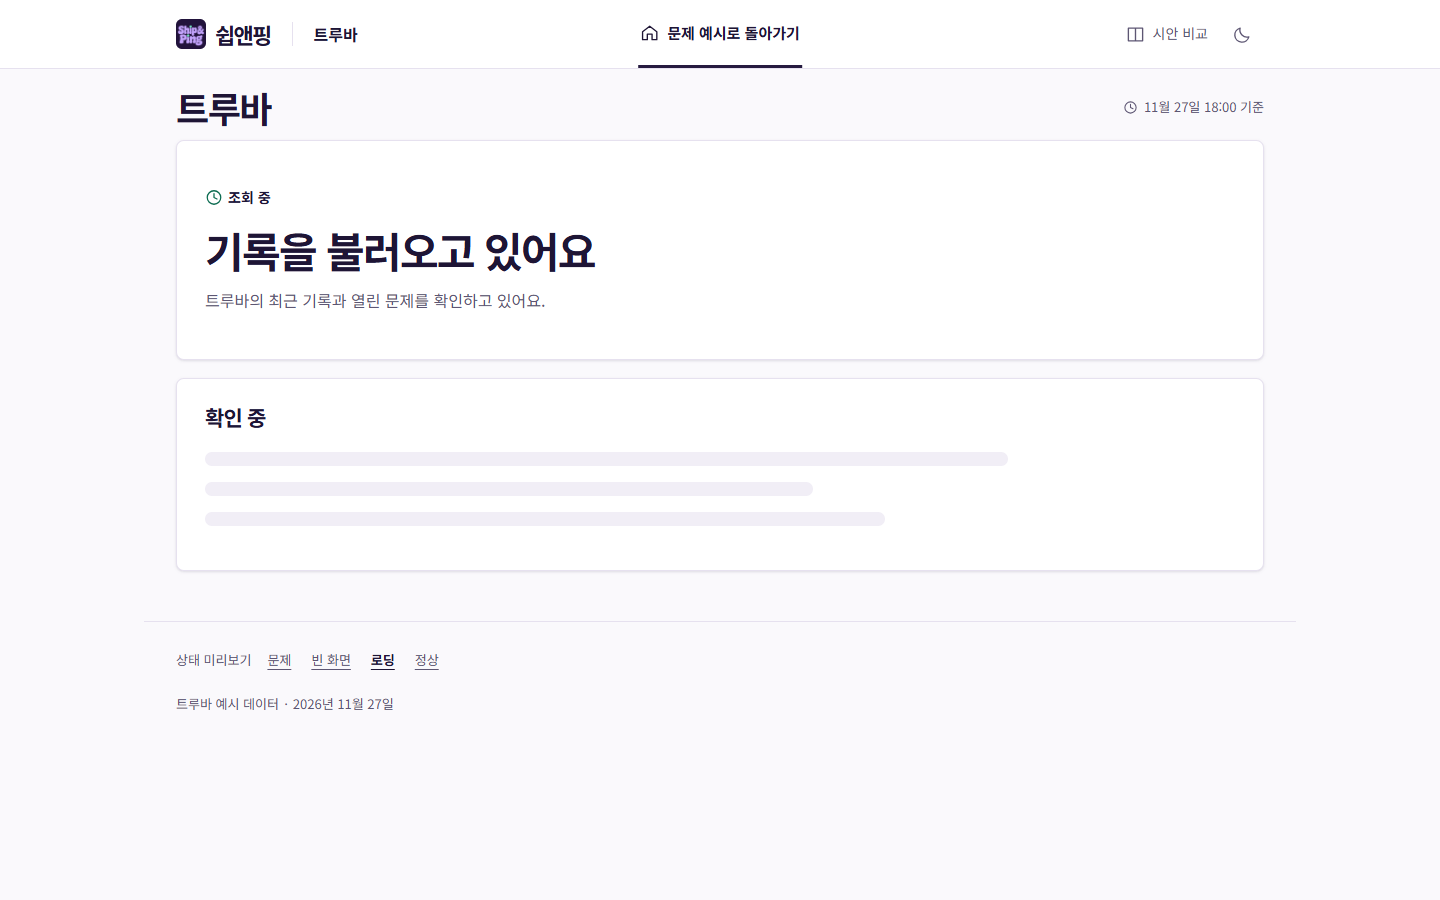 Ship& Ping 쉽앤핑 트루바 문제 예시로 돌아가기 시안 비교
트루바
11월 27일 18:00 기준
조회 중
기록을 불러오고 있어요
트루바의 최근 기록과 열린 문제를 확인하고 있어요.
확인 중
상태 미리보기 문제 빈 화면 로딩 정상
트루바 예시 데이터 · 2026년 11월 27일